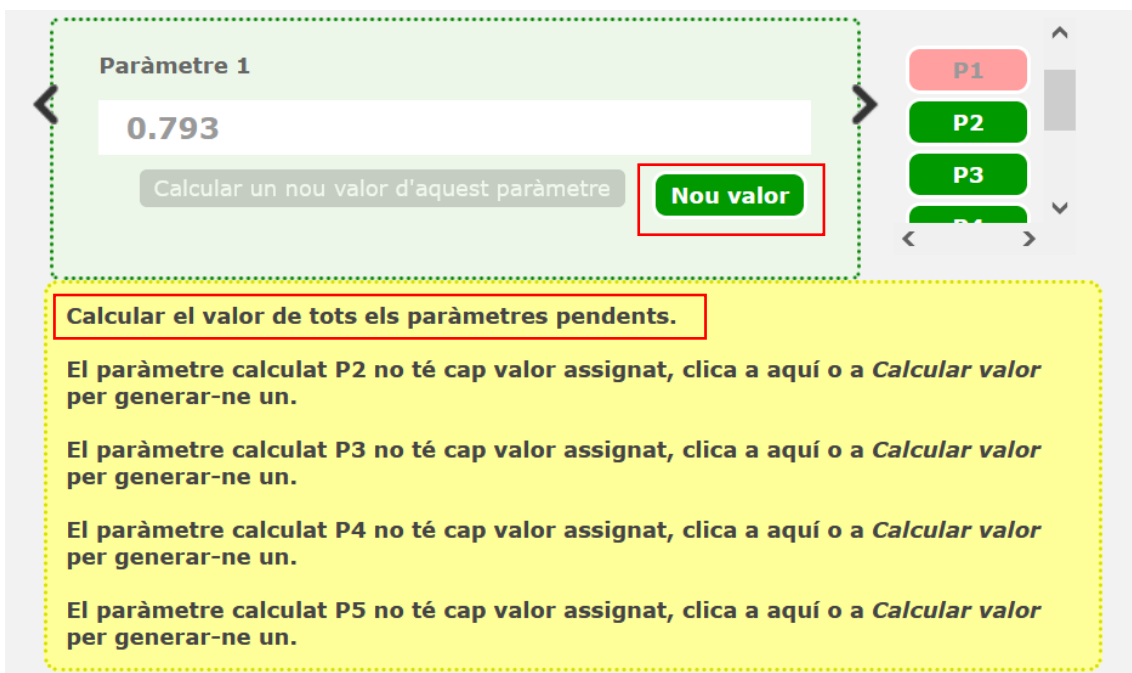 Paràmetre 1
0.793
Calcular un nou valor d'aquest paràmetre
Nou valor
P1
P2
P3
Calcular el valor de tots els paràmetres pendents.
El paràmetre calculat P2 no té cap valor assignat, clica a aquí o a Calcular valor
per generar-ne un.
El paràmetre calculat P3 no té cap valor assignat, clica a aquí o a Calcular valor
per generar-ne un.
El paràmetre calculat P4 no té cap valor assignat, clica a aquí o a Calcular valor
per generar-ne un.
El paràmetre calculat P5 no té cap valor assignat, clica a aquí o a Calcular valor
per generar-ne un.